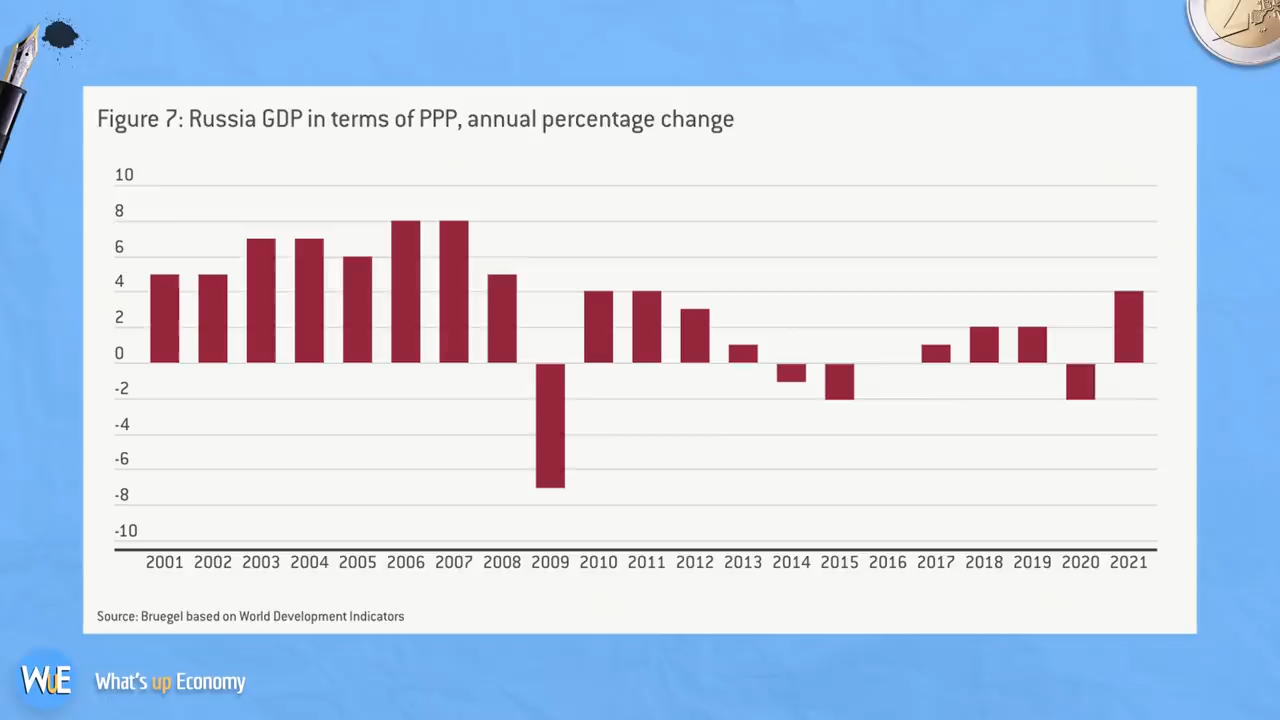 Figure 7: Russia GDP in terms of PPP, annual percentage change
10
8
6
4
2
0
-2
-4
-6
-8
-10
2001 2002 2003 2004 2005 2006 2007 2008 2009 2010 2011 2012 2013 2014 2015 2016 2017 2018 2019 2020 2021
Source: Bruegel based on World Development Indicators
WUE What's up Economy